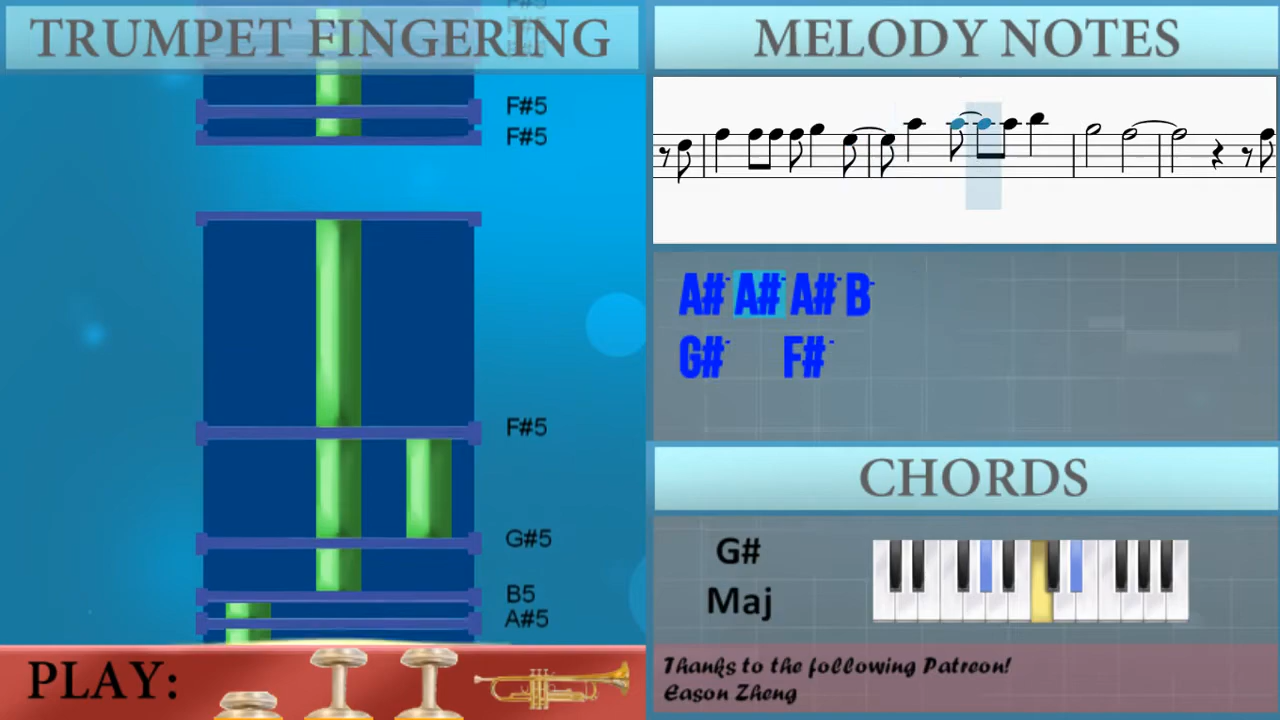 TRUMPET FINGERING
F#5
F#5
F#5
G#5
B5
A#5
PLAY:
MELODY NOTES
A#- A#- A#- B-
G#- F#-
CHORDS
G#
Maj
Thanks to the following Patreon!
Eason Zheng